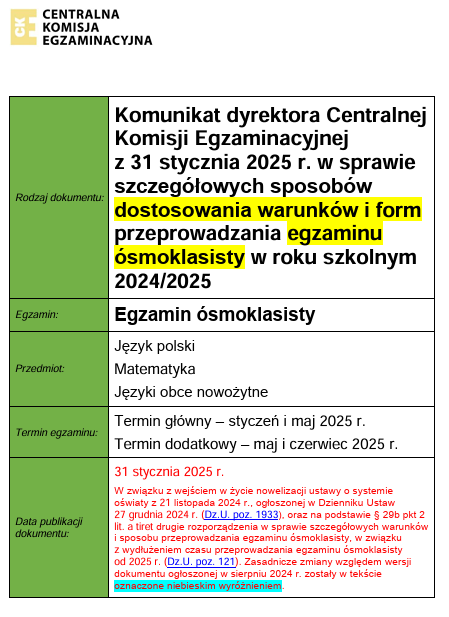 CKE
CENTRALNA
KOMISJA
EGZAMINACYJNA
Rodzaj dokumentu:
Komunikat dyrektora Centralnej
Komisji Egzaminacyjnej
z 31 stycznia 2025 r. w sprawie
szczegółowych sposobów
dostosowania warunków i form
przeprowadzania egzaminu
ósmoklasisty w roku szkolnym
2024/2025
Egzamin:
Egzamin ósmoklasisty
Przedmiot:
Język polski
Matematyka
Języki obce nowożytne
Termin egzaminu:
Termin główny – styczeń i maj 2025 r.
Termin dodatkowy – maj i czerwiec 2025 r.
Data publikacji
dokumentu:
31 stycznia 2025 r.
W związku z wejściem w życie nowelizacji ustawy o systemie
oświaty z 21 listopada 2024 r., ogłoszonej w Dzienniku Ustaw
27 grudnia 2024 r. (Dz.U. poz. 1933), oraz na podstawie § 29b pkt 2
lit. a tiret drugie rozporządzenia w sprawie szczegółowych warunków
i sposobu przeprowadzania egzaminu ósmoklasisty, w związku
z wydłużeniem czasu przeprowadzania egzaminu ósmoklasisty
od 2025 r. (Dz.U. poz. 121). Zasadnicze zmiany względem wersji
dokumentu ogłoszonej w sierpniu 2024 r. zostały w tekście
oznaczone niebieskim wyróżnieniem.